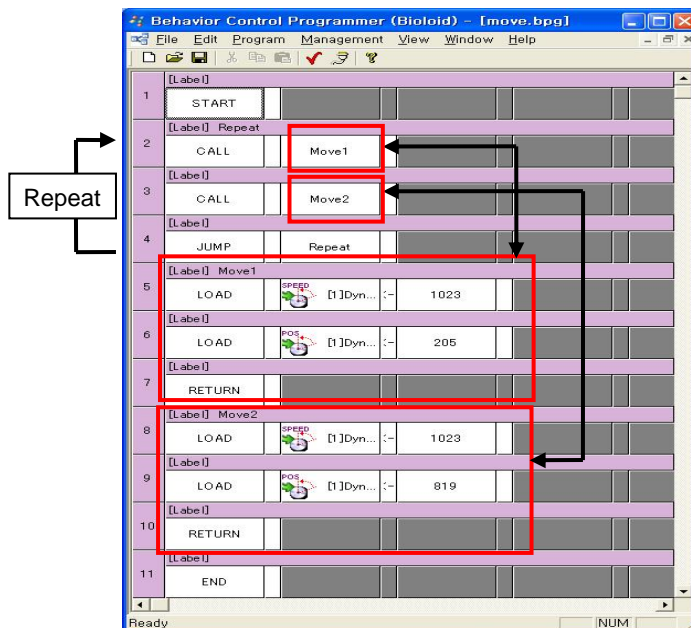 Behavior Control Programmer (Bioloid) - [move.bpg]
File Edit Program Management View Window Help
[Label]
1 START
[Label] Repeat
2 CALL Move1
[Label]
3 CALL Move2
Repeat
[Label]
4 JUMP Repeat
[Label] Move1
5 LOAD SPEED [1]Dyn... <- 1023
[Label]
6 LOAD POS [1]Dyn... <- 205
[Label]
7 RETURN
[Label] Move2
8 LOAD SPEED [1]Dyn... <- 1023
[Label]
9 LOAD POS [1]Dyn... <- 819
[Label]
10 RETURN
[Label]
11 END
Ready NUM